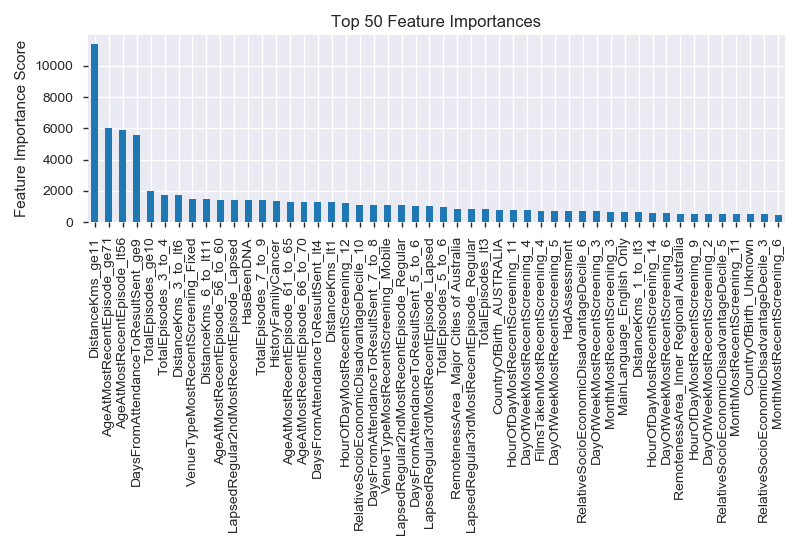 Top 50 Feature Importances
Feature Importance Score
10000
8000
6000
4000
2000
0
DistanceKms_ge11
AgeAtMostRecentEpisode_ge71
AgeAtMostRecentEpisode_lt56
DaysFromAttendanceToResultSent_ge9
TotalEpisodes_ge10
TotalEpisodes_3_to_4
DistanceKms_3_to_lt6
VenueTypeMostRecentScreening_Fixed
DistanceKms_6_to_lt11
AgeAtMostRecentEpisode_56_to_60
LapsedRegular2ndMostRecentEpisode_Lapsed
HasBeenDNA
TotalEpisodes_7_to_9
HistoryFamilyCancer
AgeAtMostRecentEpisode_61_to_65
AgeAtMostRecentEpisode_66_to_70
DaysFromAttendanceToResultSent_lt4
DistanceKms_lt1
HourOfDayMostRecentScreening_12
RelativeSocioEconomicDisadvantageDecile_10
DaysFromAttendanceToResultSent_7_to_8
VenueTypeMostRecentScreening_Mobile
LapsedRegular2ndMostRecentEpisode_Regular
DaysFromAttendanceToResultSent_5_to_6
LapsedRegular3rdMostRecentEpisode_Lapsed
TotalEpisodes_5_to_6
RemotenessArea_Major Cities of Australia
LapsedRegular3rdMostRecentEpisode_Regular
TotalEpisodes_lt3
CountryOfBirth_AUSTRALIA
HourOfDayMostRecentScreening_11
DayOfWeekMostRecentScreening_4
FilmsTakenMostRecentScreening_4
DayOfWeekMostRecentScreening_5
HadAssessment
RelativeSocioEconomicDisadvantageDecile_6
DayOfWeekMostRecentScreening_3
MonthMostRecentScreening_3
MainLanguage_English Only
DistanceKms_1_to_lt3
HourOfDayMostRecentScreening_14
DayOfWeekMostRecentScreening_6
RemotenessArea_Inner Regional Australia
HourOfDayMostRecentScreening_9
DayOfWeekMostRecentScreening_2
RelativeSocioEconomicDisadvantageDecile_5
MonthMostRecentScreening_11
CountryOfBirth_Unknown
RelativeSocioEconomicDisadvantageDecile_3
MonthMostRecentScreening_6